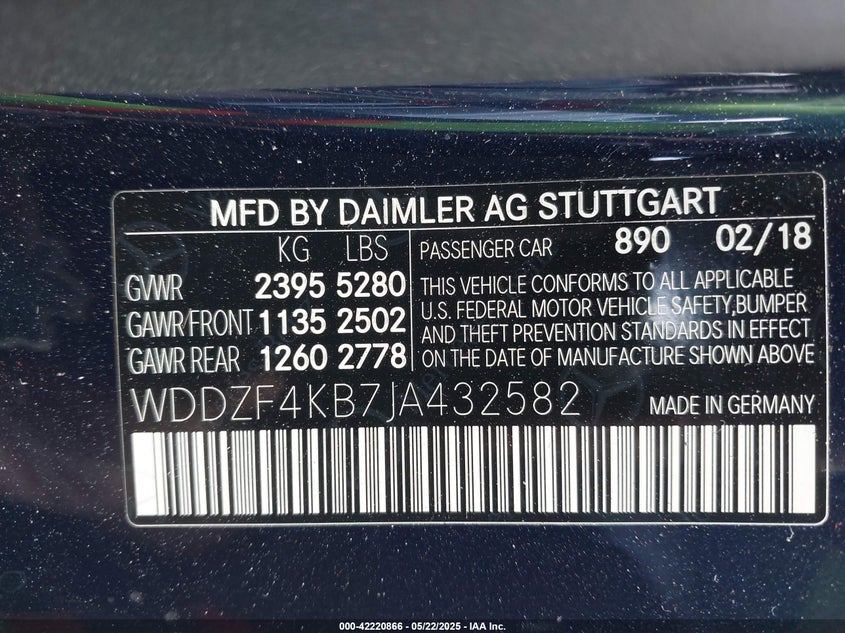 MFD BY DAIMLER AG STUTTGART
KG LBS
GVWR 2395 5280
GAWR FRONT 1135 2502
GAWR REAR 1260 2778
PASSENGER CAR 890 02/18
THIS VEHICLE CONFORMS TO ALL APPLICABLE
U.S. FEDERAL MOTOR VEHICLE SAFETY, BUMPER
AND THEFT PREVENTION STANDARDS IN EFFECT
ON THE DATE OF MANUFACTURE SHOWN ABOVE
WDDZF4KB7JA432582 MADE IN GERMANY
000-42220866 - 05/22/2025 - IAA Inc.